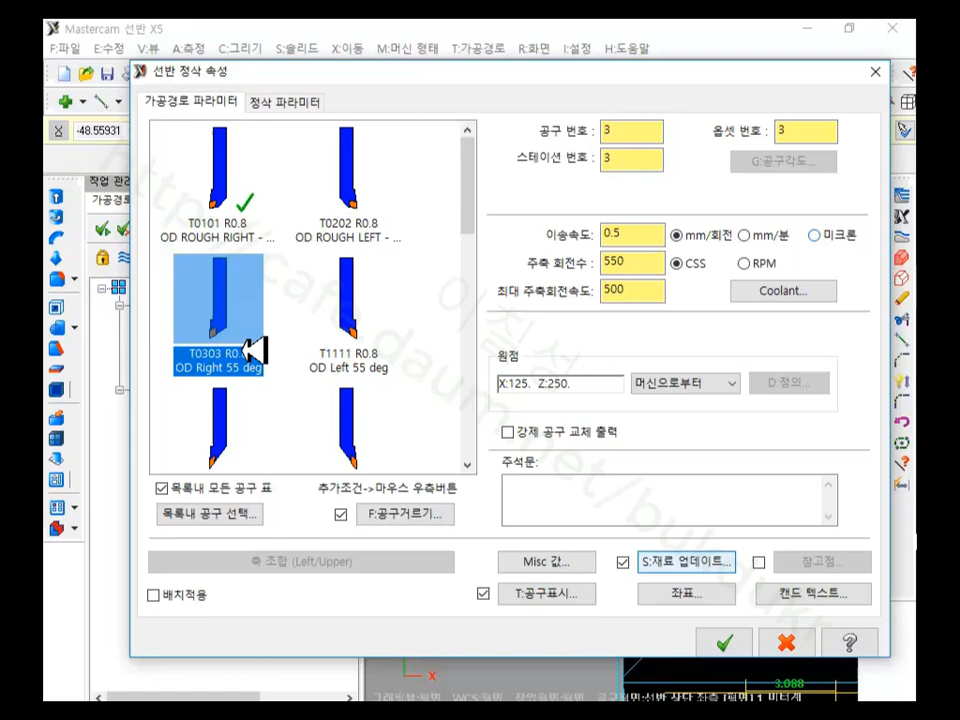 Mastercam 선반 X5
F:파일 E:수정 V:뷰 A:측정 C:그리기 S:솔리드 X:이동 M:머신 형태 T:가공경로 R:화면 I:설정 H:도움말
선반 정삭 속성
가공경로 파라미터 정삭 파라미터
-48.55931
작업 관리
가공경로
T0101 R0.8
OD ROUGH RIGHT - ...
T0202 R0.8
OD ROUGH LEFT - ...
T0303 R0.
OD Right 55 deg
T1111 R0.8
OD Left 55 deg
목록내 모든 공구 표
추가조건->마우스 우측버튼
목록내 공구 선택...
F:공구거르기...
축 조합 (Left/Upper)
배치적용
공구 번호: 3
옵셋 번호: 3
스테이션 번호: 3
G:공구각도...
이송속도: 0.5 mm/회전 mm/분 미크론
주축 회전수: 550 CSS RPM
최대 주축회전속도: 500 Coolant...
원점
X:125. Z:250. 머신으로부터 D:정의...
강제 공구 교체 출력
주석문:
Misc 값... S:재료 업데이트... 참고점...
T:공구표시... 좌표... 캔드 텍스트...
X
3.088
http://cafe.daum.net/bukaukr
이질성